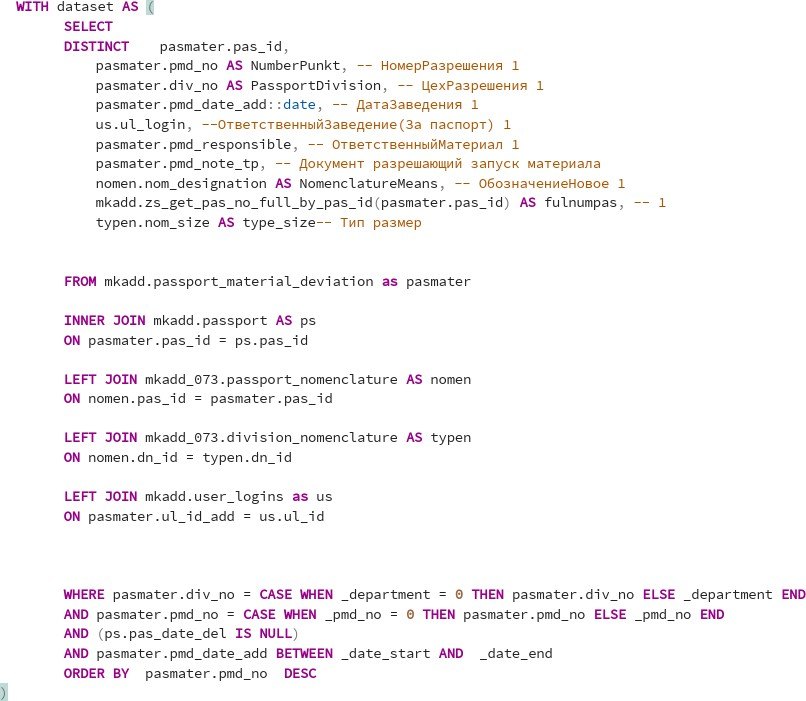 WITH dataset AS (
SELECT
DISTINCT pasmater.pas_id,
pasmater.pmd_no AS NumberPunkt, -- НомерРазрешения 1
pasmater.div_no AS PassportDivision, -- ЦехРазрешения 1
pasmater.pmd_date_add::date, -- ДатаЗаведения 1
us.ul_login, --ОтветственныйЗаведение(За паспорт) 1
pasmater.pmd_responsible, -- ОтветственныйМатериал 1
pasmater.pmd_note_tp, -- Документ разрешающий запуск материала
nomen.nom_designation AS NomenclatureMeans, -- ОбозначениеНовое 1
mkadd.zs_get_pas_no_full_by_pas_id(pasmater.pas_id) AS fulnumpas, -- 1
typen.nom_size AS type_size-- Тип размер
FROM mkadd.passport_material_deviation as pasmater
INNER JOIN mkadd.passport AS ps
ON pasmater.pas_id = ps.pas_id
LEFT JOIN mkadd_073.passport_nomenclature AS nomen
ON nomen.pas_id = pasmater.pas_id
LEFT JOIN mkadd_073.division_nomenclature AS typen
ON nomen.dn_id = typen.dn_id
LEFT JOIN mkadd.user_logins as us
ON pasmater.ul_id_add = us.ul_id
WHERE pasmater.div_no = CASE WHEN _department = 0 THEN pasmater.div_no ELSE _department END
AND pasmater.pmd_no = CASE WHEN _pmd_no = 0 THEN pasmater.pmd_no ELSE _pmd_no END
AND (ps.pas_date_del IS NULL)
AND pasmater.pmd_date_add BETWEEN _date_start AND _date_end
ORDER BY pasmater.pmd_no DESC
)